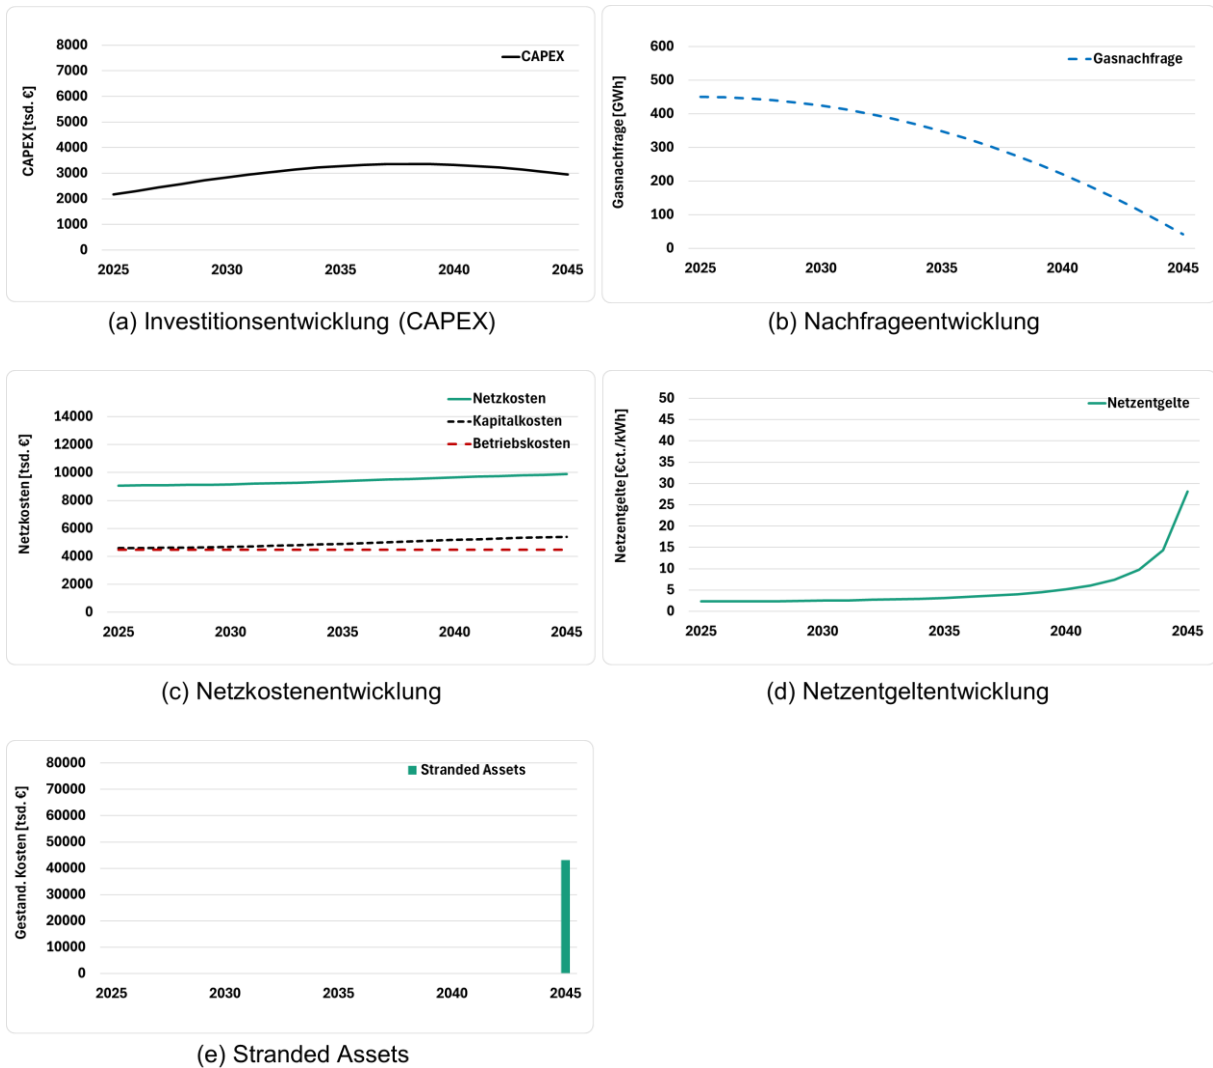 CAPEX [tsd. €]
8000
7000
6000
5000
4000
3000
2000
1000
0
CAPEX
2025 2030 2035 2040 2045
(a) Investitionsentwicklung (CAPEX)
Gasnachfrage [GWh]
600
500
400
300
200
100
0
Gasnachfrage
2025 2030 2035 2040 2045
(b) Nachfrageentwicklung
Netzkosten [tsd. €]
14000
12000
10000
8000
6000
4000
2000
0
Netzkosten
Kapitalkosten
Betriebskosten
2025 2030 2035 2040 2045
(c) Netzkostenentwicklung
Netzentgelte [€ct./kWh]
50
45
40
35
30
25
20
15
10
5
0
Netzentgelte
2025 2030 2035 2040 2045
(d) Netzentgeltentwicklung
Gestand. Kosten [tsd. €]
80000
70000
60000
50000
40000
30000
20000
10000
0
Stranded Assets
2025 2030 2035 2040 2045
(e) Stranded Assets